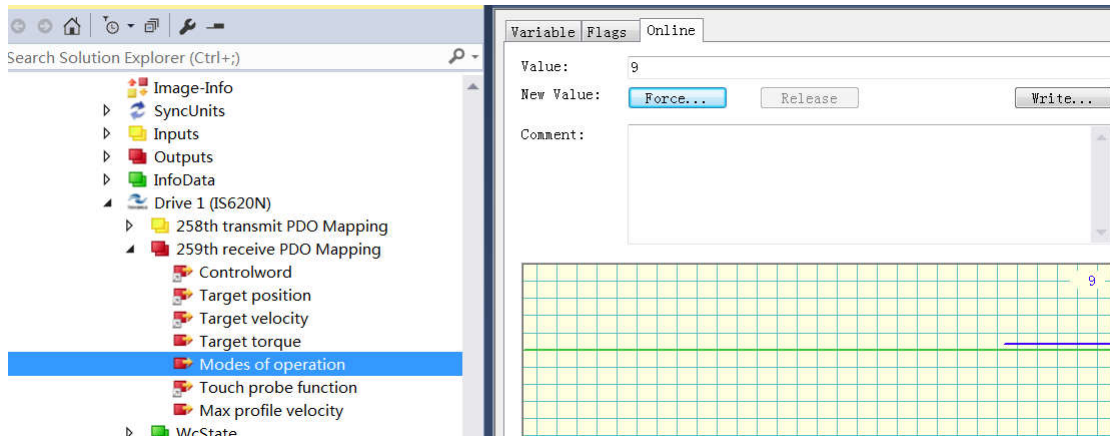 Search Solution Explorer (Ctrl+;)
Image-Info
SyncUnits
Inputs
Outputs
InfoData
Drive 1 (IS620N)
258th transmit PDO Mapping
259th receive PDO Mapping
Controlword
Target position
Target velocity
Target torque
Modes of operation
Touch probe function
Max profile velocity
WcState
Variable Flags Online
Value: 9
New Value: Force... Release Write...
Comment:
9